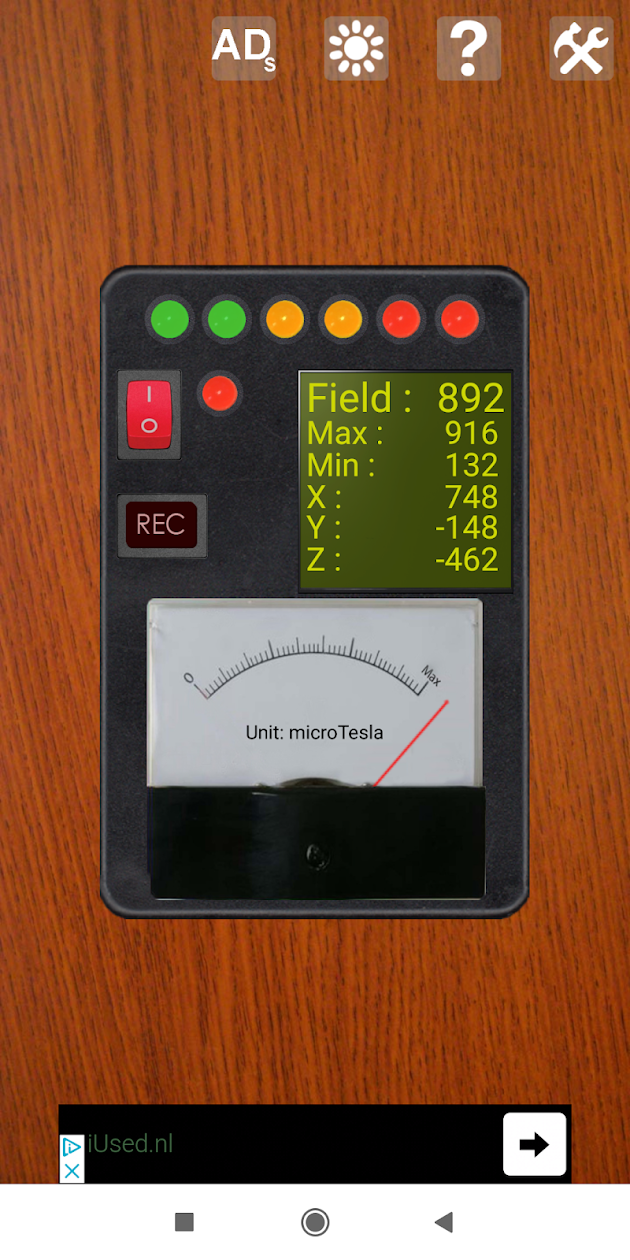 ADs
?
I
O
REC
Field : 892
Max : 916
Min : 132
X : 748
Y : -148
Z : -462
0
Max
Unit: microTesla
iUsed.nl